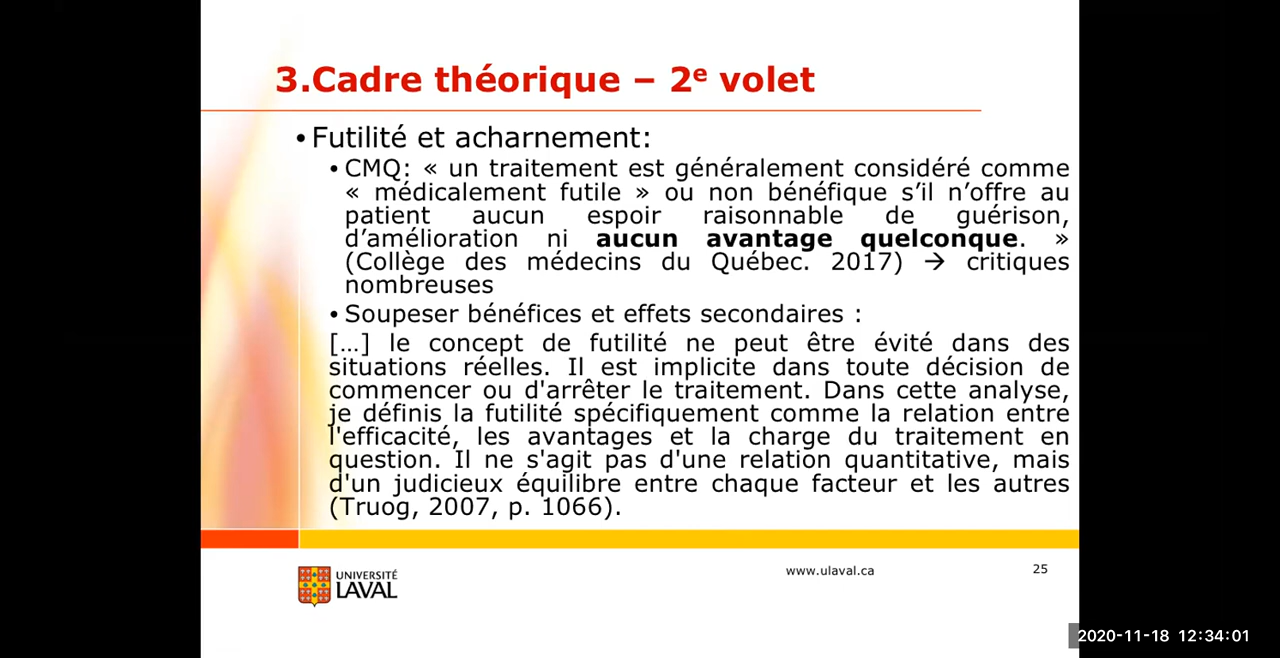 3.Cadre théorique – 2e volet
• Futilité et acharnement:
• CMQ: « un traitement est généralement considéré comme
« médicalement futile » ou non bénéfique s’il n’offre au
patient aucun espoir raisonnable de guérison,
d’amélioration ni aucun avantage quelconque. »
(Collège des médecins du Québec. 2017) → critiques
nombreuses
• Soupeser bénéfices et effets secondaires :
[…] le concept de futilité ne peut être évité dans des
situations réelles. Il est implicite dans toute décision de
commencer ou d'arrêter le traitement. Dans cette analyse,
je définis la futilité spécifiquement comme la relation entre
l'efficacité, les avantages et la charge du traitement en
question. Il ne s'agit pas d'une relation quantitative, mais
d'un judicieux équilibre entre chaque facteur et les autres
(Truog, 2007, p. 1066).
UNIVERSITÉ
LAVAL
www.ulaval.ca
25
2020-11-18 12:34:01